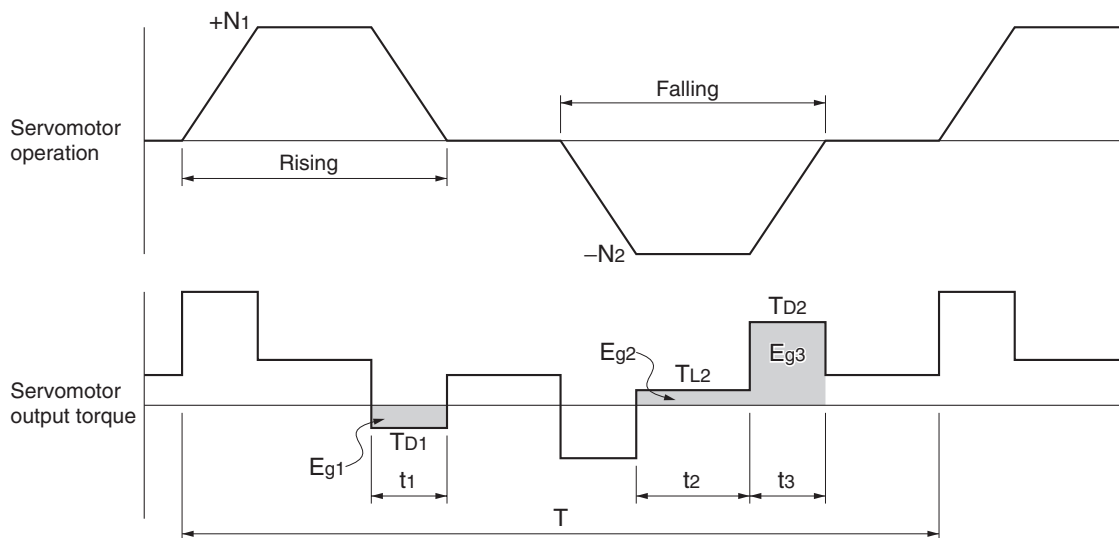 +N1
Falling
Servomotor
operation
Rising
–N2
TD2
Eg2
Eg3
TL2
Servomotor
output torque
TD1
Eg1
t1
t2
t3
T